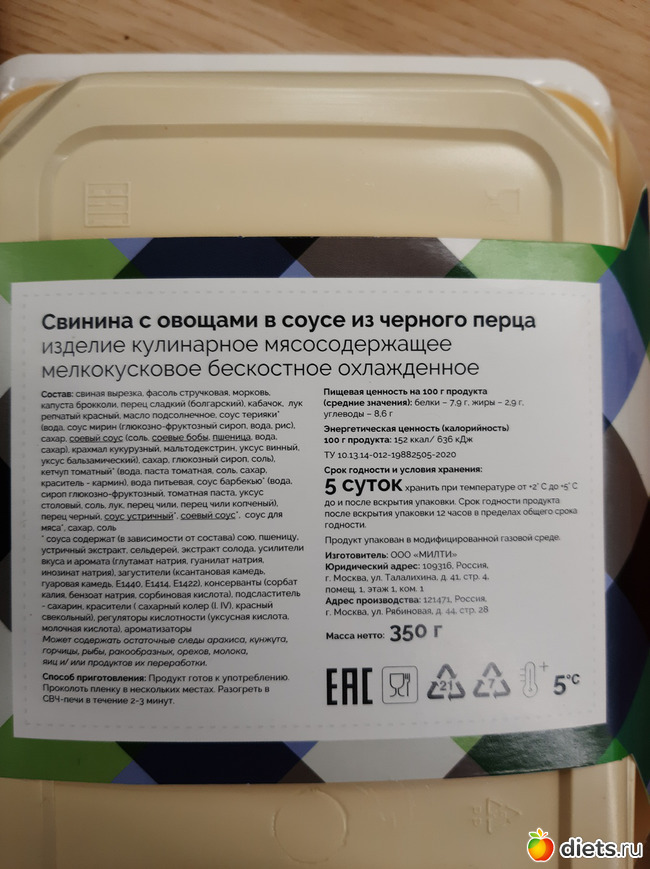 Свинина с овощами в соусе из черного перца
изделие кулинарное мясосодержащее
мелкокусковое бескостное охлажденное
Состав: свиная вырезка, фасоль стручковая, морковь,
капуста брокколи, перец сладкий (болгарский), кабачок, лук
репчатый красный, масло подсолнечное, соус терияки*
(вода, соус мирин (глюкозно-фруктозный сироп, вода, рис),
сахар, соевый соус (соль, соевые бобы, пшеница, вода,
сахар), крахмал кукурузный, мальтодекстрин, уксус винный,
уксус бальзамический), сахар, глюкозный сироп, соль),
кетчуп томатный* (вода, паста томатная, соль, сахар,
краситель - кармин), вода питьевая, соус барбекю* (вода,
сироп глюкозно-фруктозный, томатная паста, уксус
столовый, соль, лук, перец чили, перец чили копченый),
перец черный, соус устричный*, соевый соус*, соус для
мяса*, сахар, соль
* соуса содержат (в зависимости от состава) сою, пшеницу,
устричный экстракт, сельдерей, экстракт солода, усилители
вкуса и аромата (глутамат натрия, гуанилат натрия,
инозинат натрия), загустители (ксантановая камедь,
гуаровая камедь, Е1440, Е1414, Е1422), консерванты (сорбат
калия, бензоат натрия, сорбиновая кислота), подсластитель
- сахарин, красители ( сахарный колер (I, IV), красный
свекольный), регуляторы кислотности (уксусная кислота,
молочная кислота), ароматизаторы
Может содержать остаточные следы арахиса, кунжута,
горчицы, рыбы, ракообразных, орехов, молока,
яиц и/ или продуктов их переработки.
Способ приготовления: Продукт готов к употреблению.
Проколоть пленку в нескольких местах. Разогреть в
СВЧ-печи в течение 2-3 минут.
Пищевая ценность на 100 г продукта
(средние значения): белки – 7,9 г, жиры – 2,9 г,
углеводы – 8,6 г
Энергетическая ценность (калорийность)
100 г продукта: 152 ккал/ 636 кДж
ТУ 10.13.14-012-19882505-2020
Срок годности и условия хранения:
5 суток хранить при температуре от +2° С до +5° С
до и после вскрытия упаковки. Срок годности продукта
после вскрытия упаковки 12 часов в пределах общего срока
годности.
Продукт упакован в модифицированной газовой среде.
Изготовитель: ООО «МИЛТИ»
Юридический адрес: 109316, Россия,
г. Москва, ул. Талалихина, д. 41, стр. 4,
помещ. 1, этаж 1, ком. 1
Адрес производства: 121471, Россия,
г. Москва, ул. Рябиновая, д. 44, стр. 28
Масса нетто: 350 г
EAC
21
7
+
5°C
diets.ru